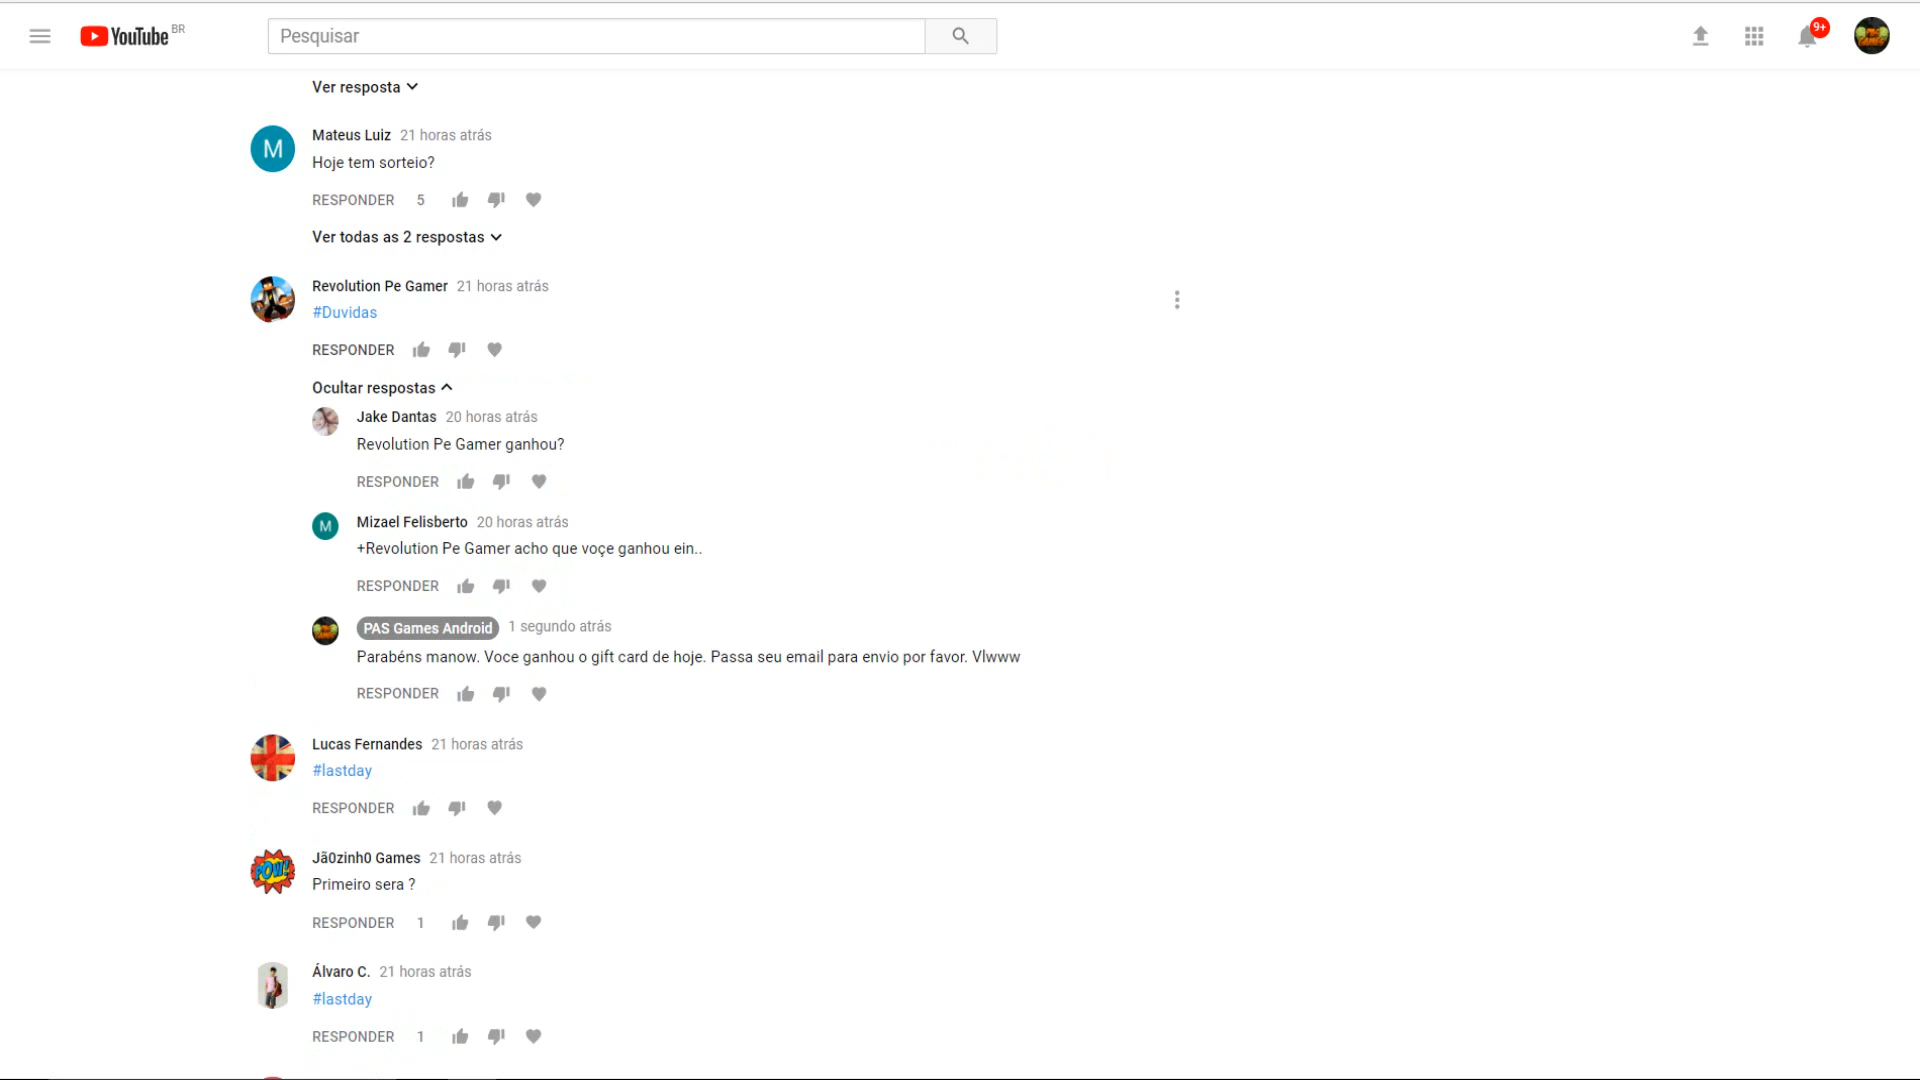 YouTube BR
Pesquisar
9+
Ver resposta
M
Mateus Luiz 21 horas atrás
Hoje tem sorteio?
RESPONDER 5
Ver todas as 2 respostas
Revolution Pe Gamer 21 horas atrás
#Duvidas
RESPONDER
Ocultar respostas
Jake Dantas 20 horas atrás
Revolution Pe Gamer ganhou?
RESPONDER
M
Mizael Felisberto 20 horas atrás
+Revolution Pe Gamer acho que voçe ganhou ein..
RESPONDER
PAS Games Android 1 segundo atrás
Parabéns manow. Voce ganhou o gift card de hoje. Passa seu email para envio por favor. Vlwww
RESPONDER
Lucas Fernandes 21 horas atrás
#lastday
RESPONDER
POW!
Jã0zinh0 Games 21 horas atrás
Primeiro sera ?
RESPONDER 1
Álvaro C. 21 horas atrás
#lastday
RESPONDER 1